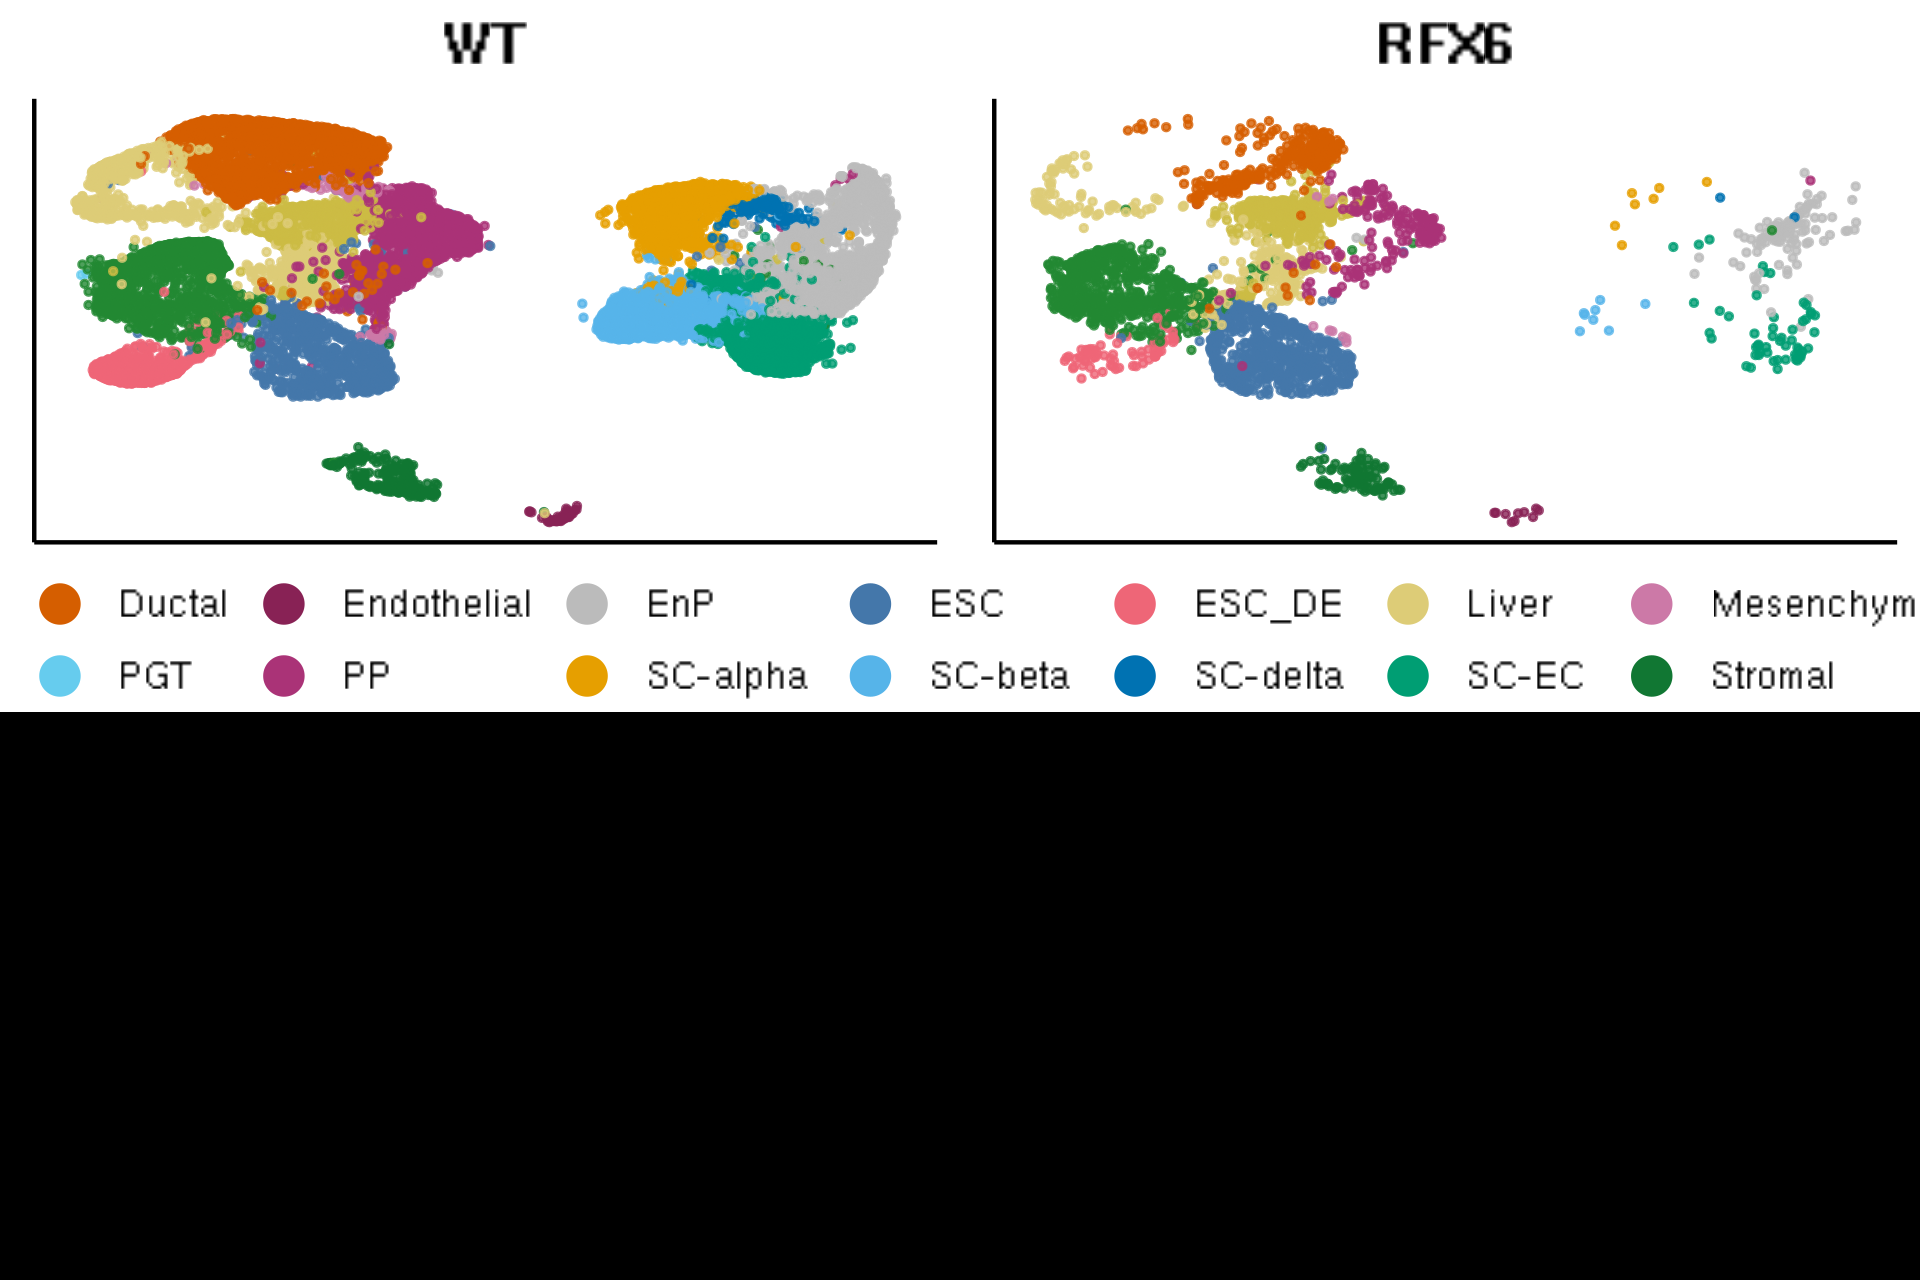 WT RFX6
Ductal Endothelial EnP ESC ESC_DE Liver Mesenchym
PGT PP SC-alpha SC-beta SC-delta SC-EC Stromal